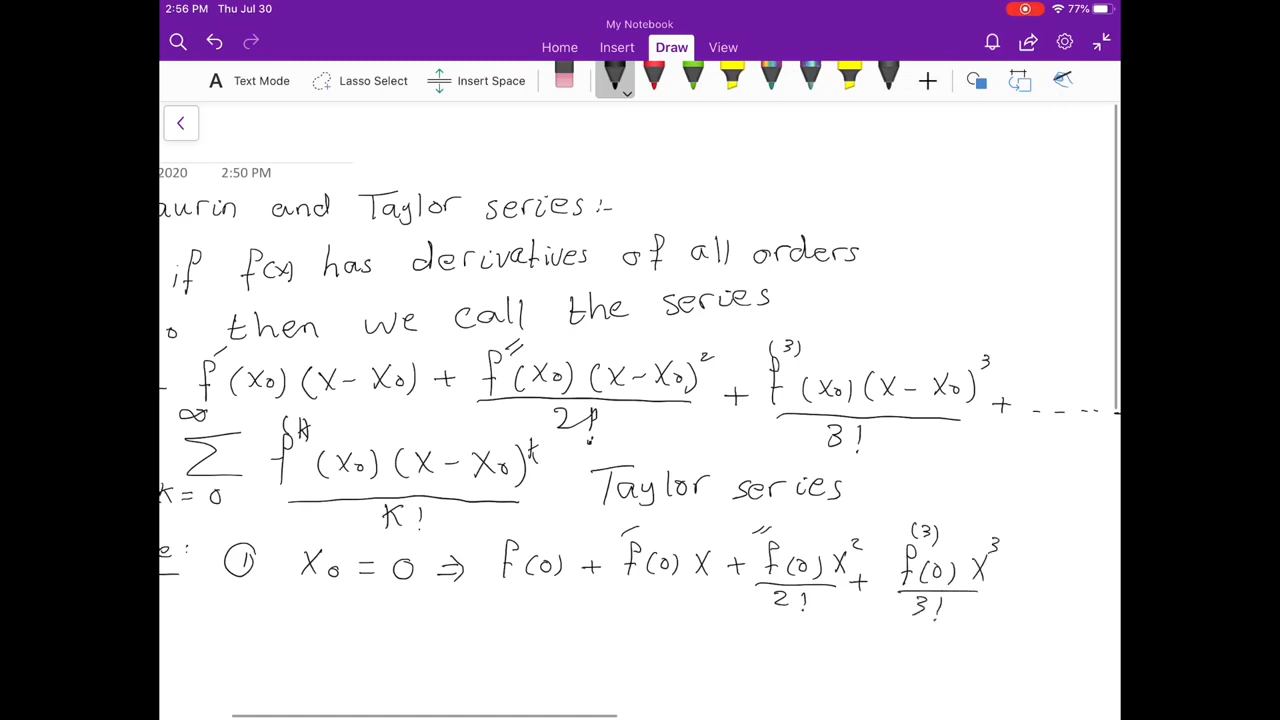 2:56 PM Thu Jul 30 77%
My Notebook
Home Insert Draw View
A Text Mode Lasso Select Insert Space
2020 2:50 PM
aurin and Taylor series:-
if f(x) has derivatives of all orders
o then we call the series
f′(x₀)(x-x₀) + f″(x₀)(x-x₀)²/2! + f⁽³⁾(x₀)(x-x₀)³/3! + -----
∞ Σ k=0 f⁽ᵏ⁾(x₀)(x-x₀)ᵏ/k! Taylor series
e: ① x₀ = 0 ⇒ f(0) + f′(0)x + f″(0)x²/2! + f⁽³⁾(0)x³/3!